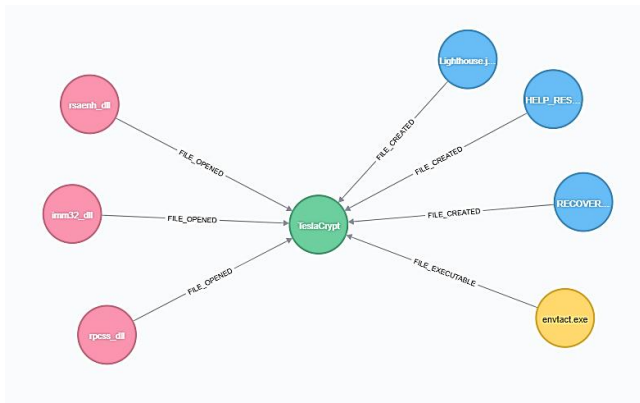 Lighthouse.j...
rsaenh_dll
HELP_RES...
FILE_OPENED
FILE_CREATED
FILE_CREATED
imm32_dll
FILE_OPENED
TeslaCrypt
FILE_CREATED
RECOVER...
FILE_OPENED
FILE_EXECUTABLE
rpcss_dll
envtact.exe